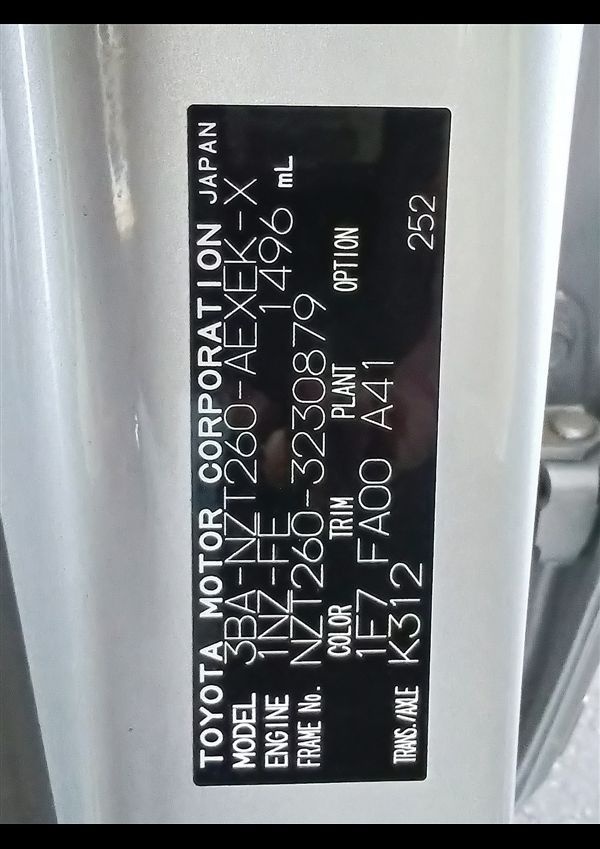 TOYOTA MOTOR CORPORATION JAPAN
MODEL 3BA-NZT260-AEXEK-X
ENGINE 1NZ-FE 1496 mL
FRAME No. NZT260-3230879
COLOR TRIM PLANT OPTION
1F7 FA00 A41
TRANS./AXLE K312 252